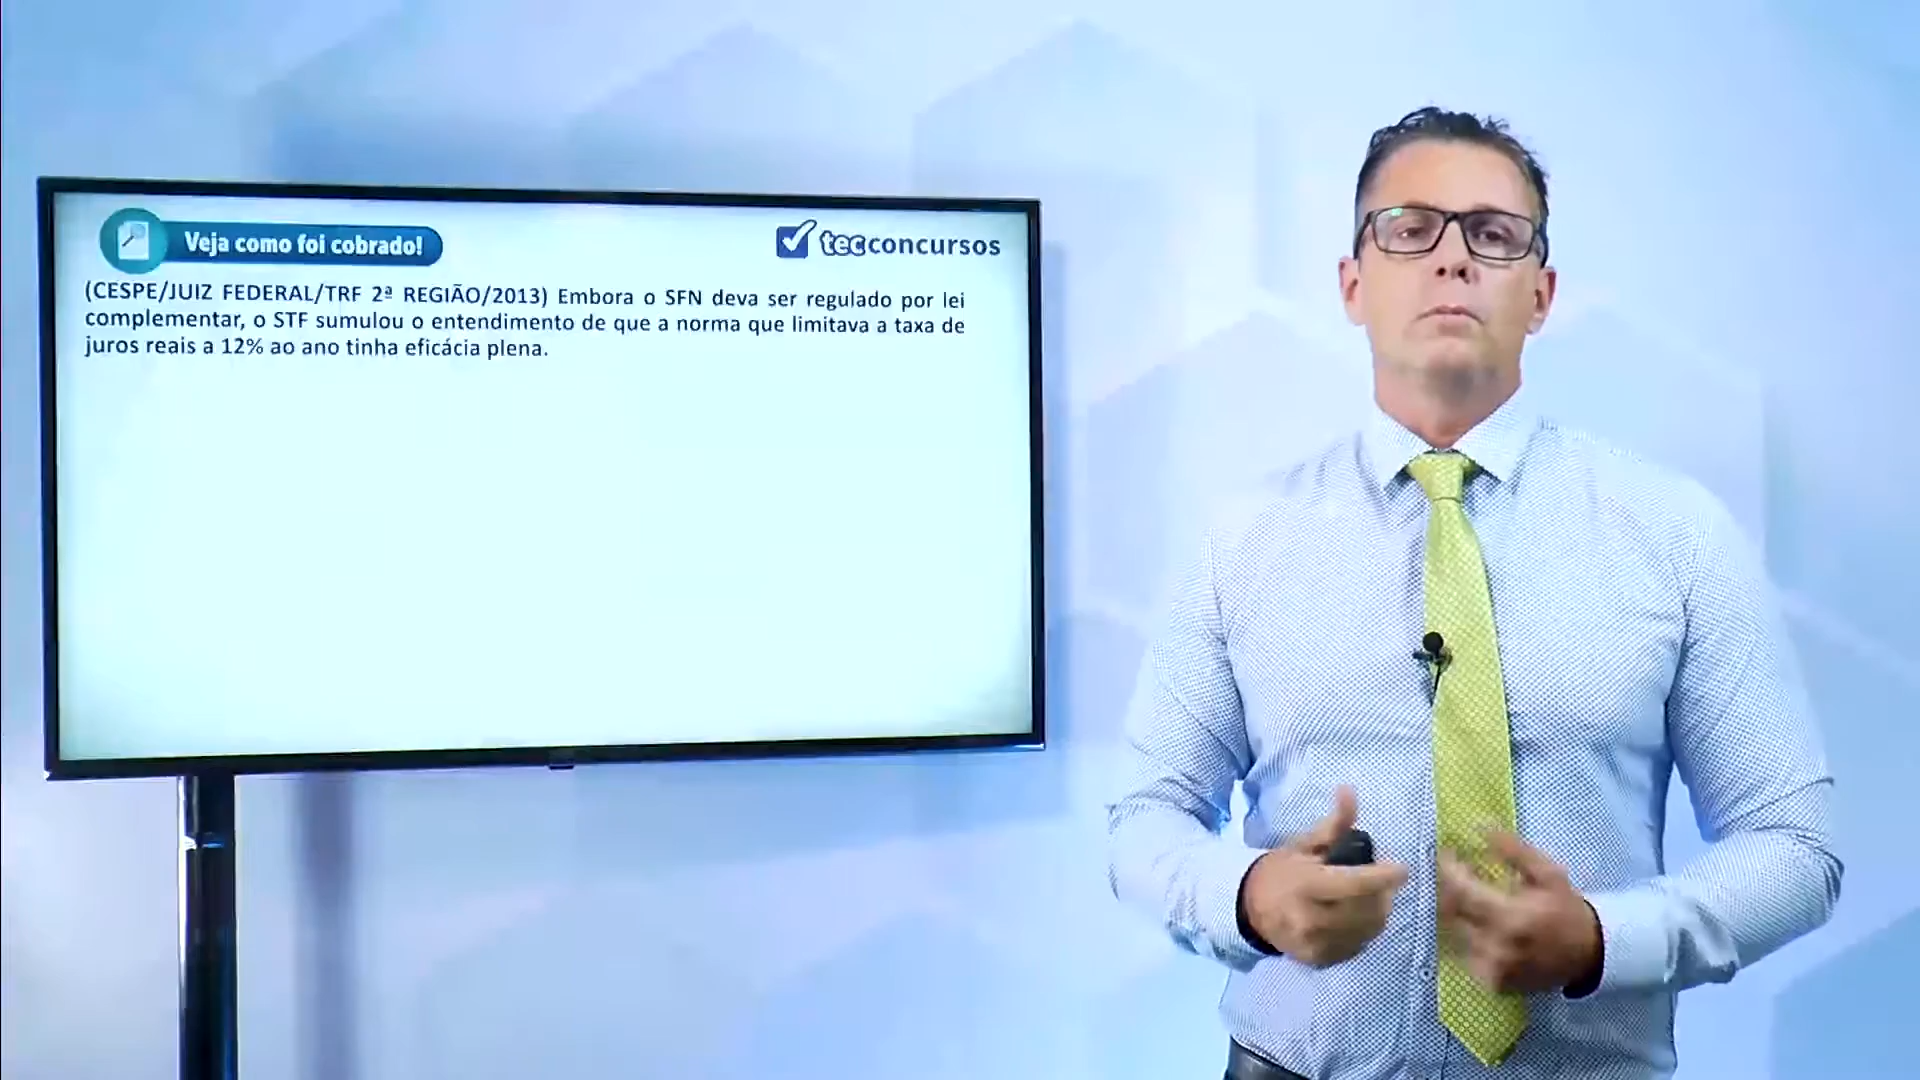 Veja como foi cobrado!
tecconcursos
(CESPE/JUIZ FEDERAL/TRF 2ª REGIÃO/2013) Embora o SFN deva ser regulado por lei
complementar, o STF sumulou o entendimento de que a norma que limitava a taxa de
juros reais a 12% ao ano tinha eficácia plena.